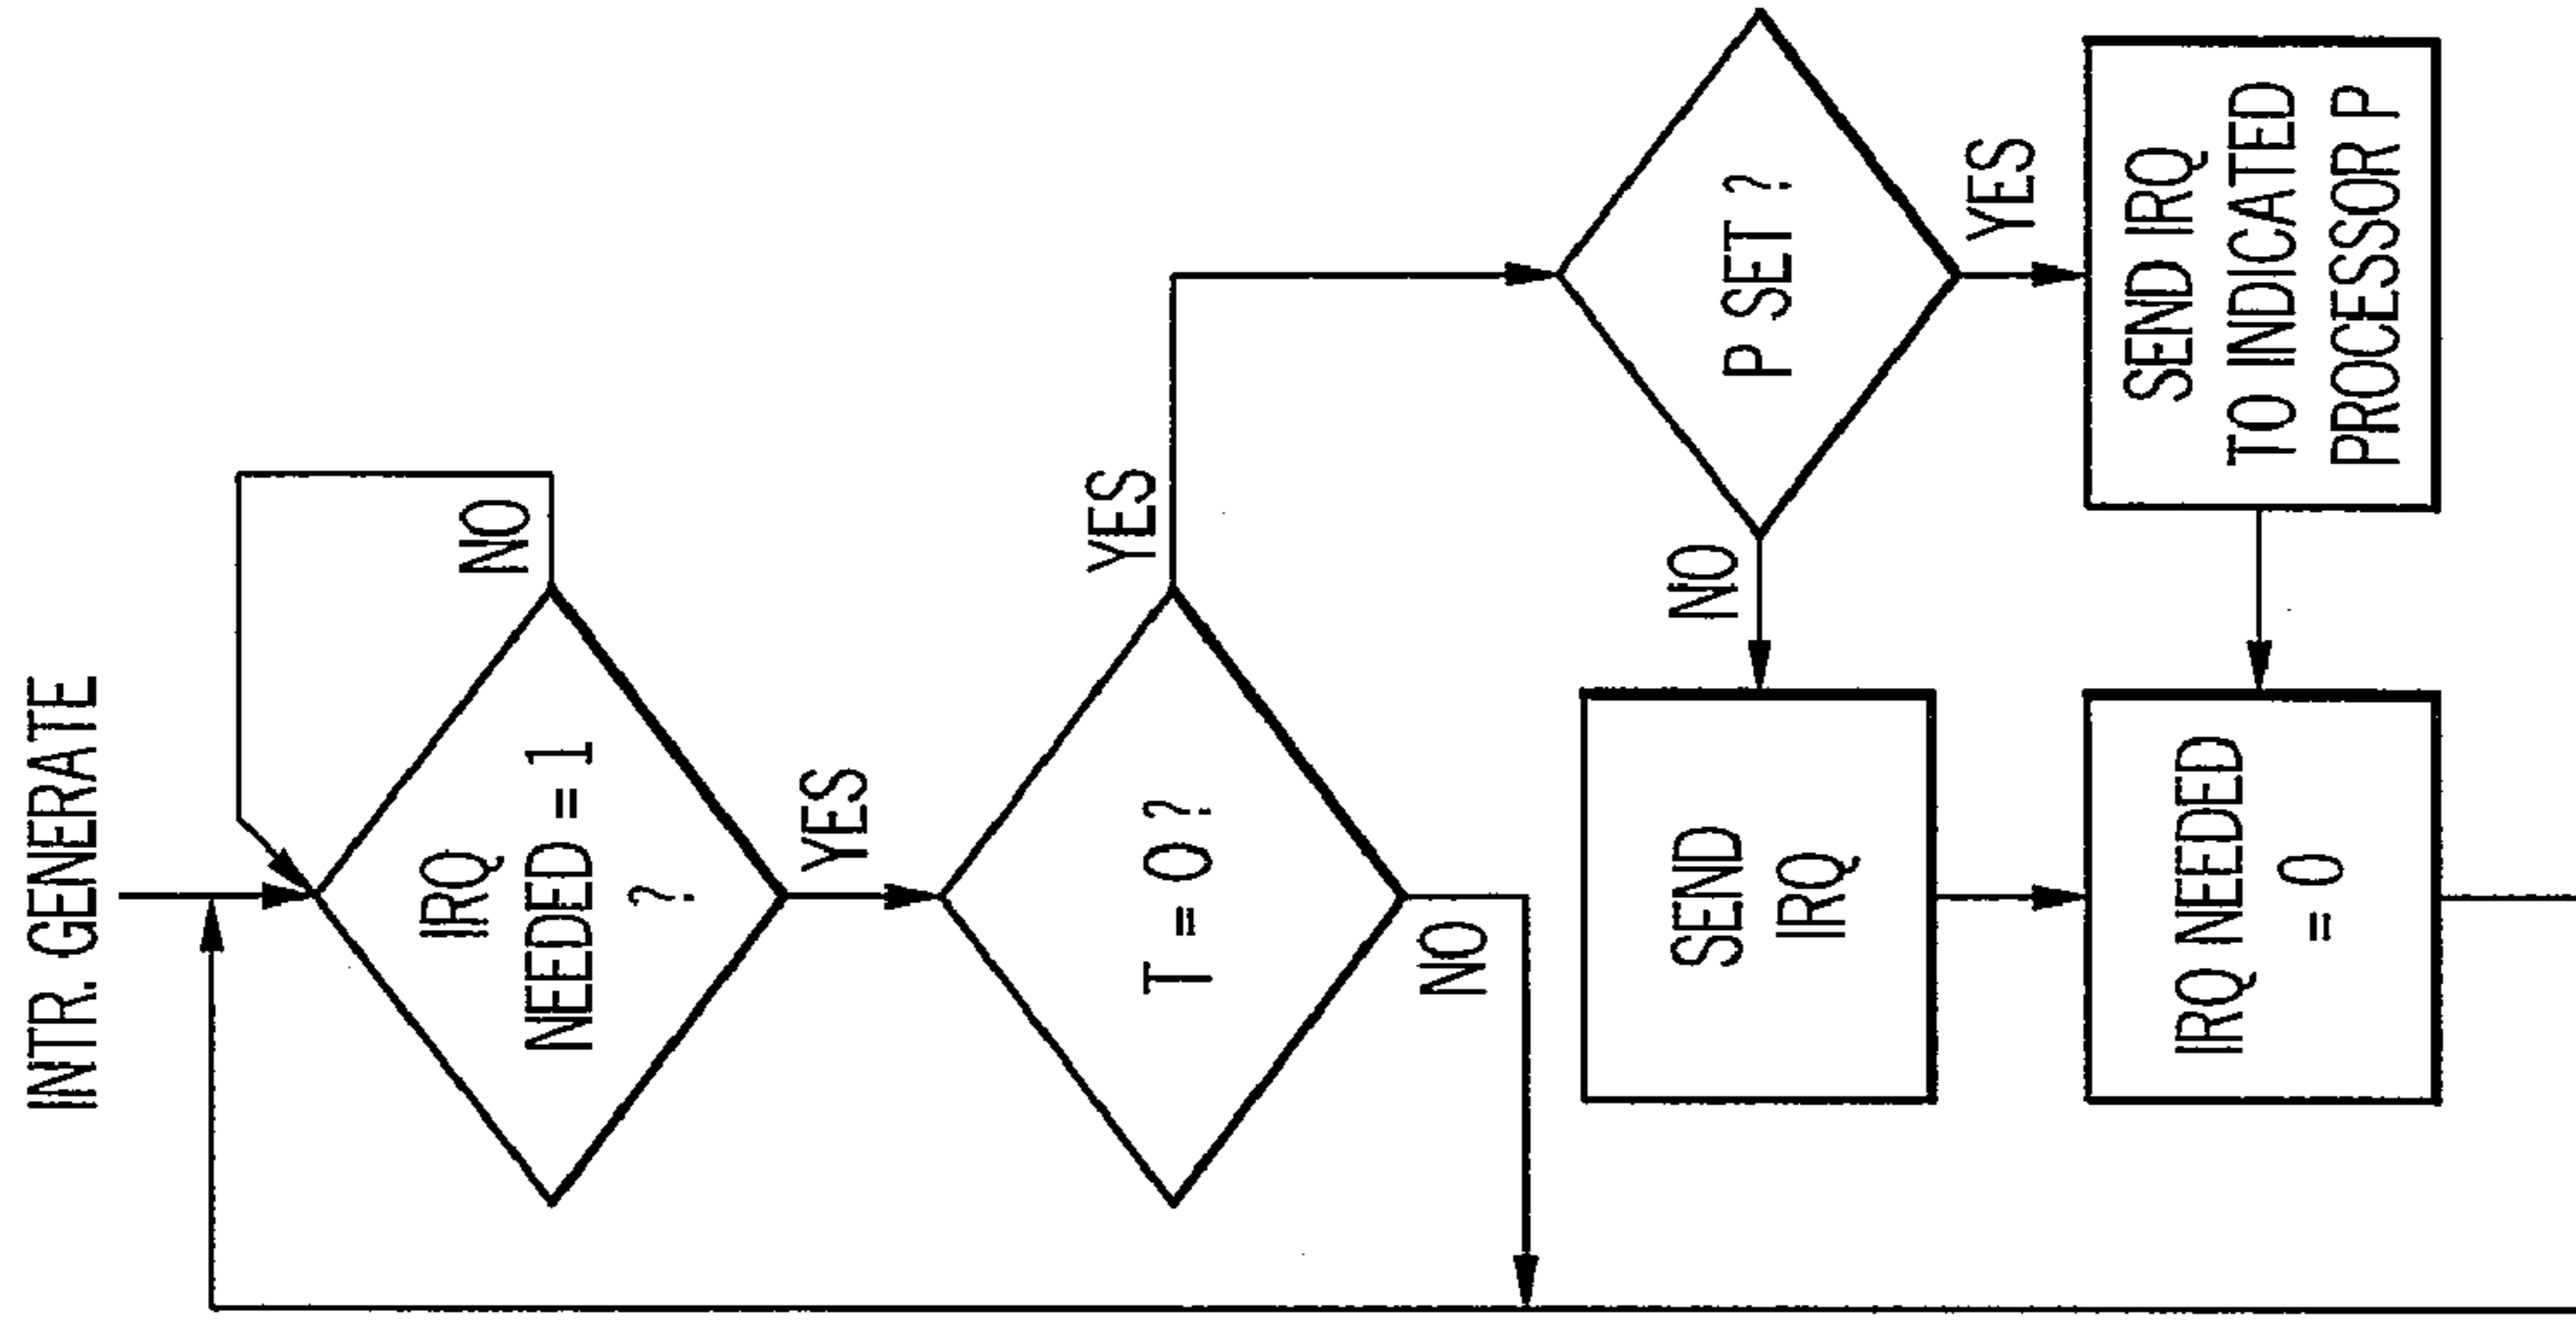 INTR. GENERATE
IRQ
NEEDED = 1
?
NO
YES
T = 0 ?
YES
NO
P SET ?
NO
YES
SEND
IRQ
SEND IRQ
TO INDICATED
PROCESSOR P
IRQ NEEDED
= 0